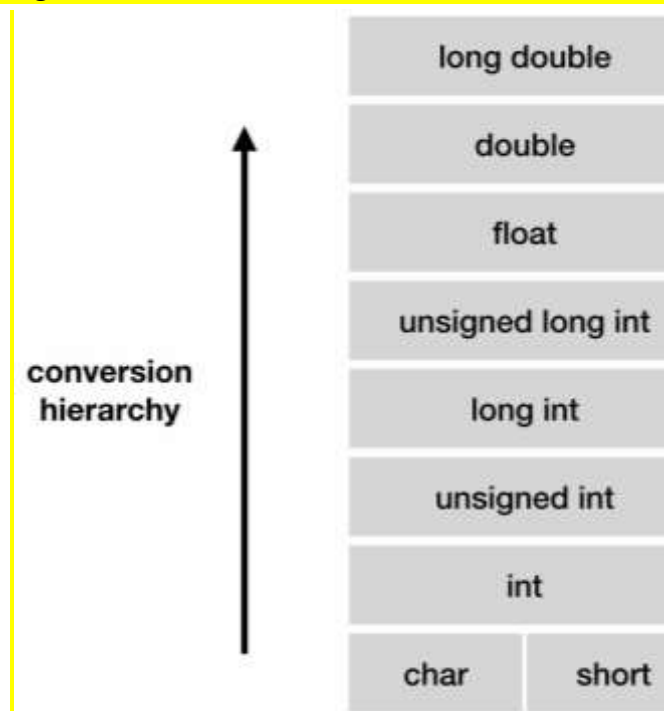 long double
double
float
unsigned long int
conversion
hierarchy
long int
unsigned int
int
char short